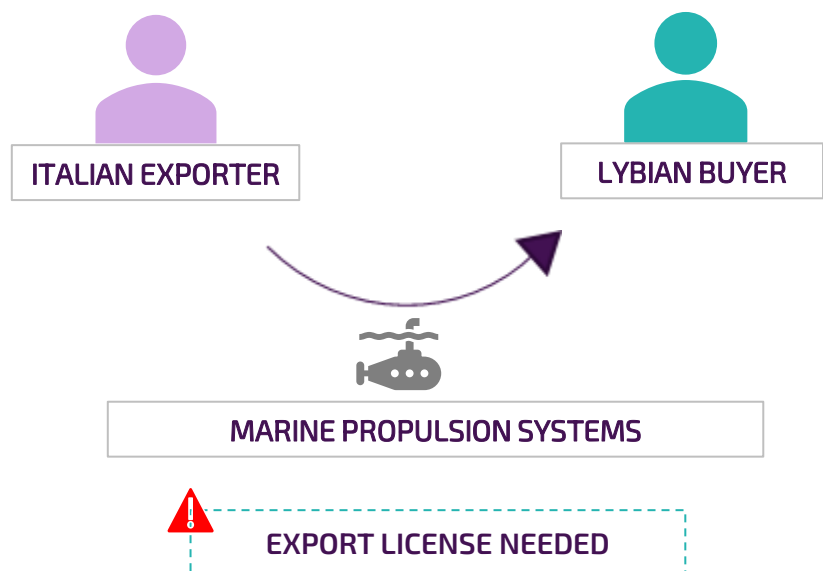 ITALIAN EXPORTER
LYBIAN BUYER
MARINE PROPULSION SYSTEMS
EXPORT LICENSE NEEDED